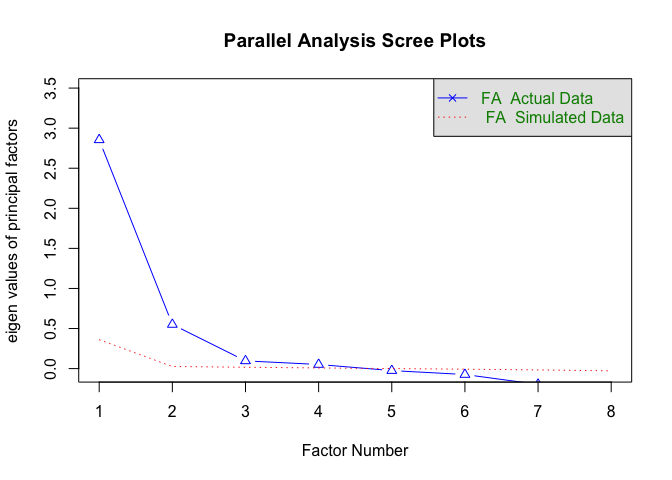 Parallel Analysis Scree Plots
eigen values of principal factors
3.5
3.0
2.5
2.0
1.5
1.0
0.5
0.0
FA Actual Data
FA Simulated Data
1 2 3 4 5 6 7 8
Factor Number